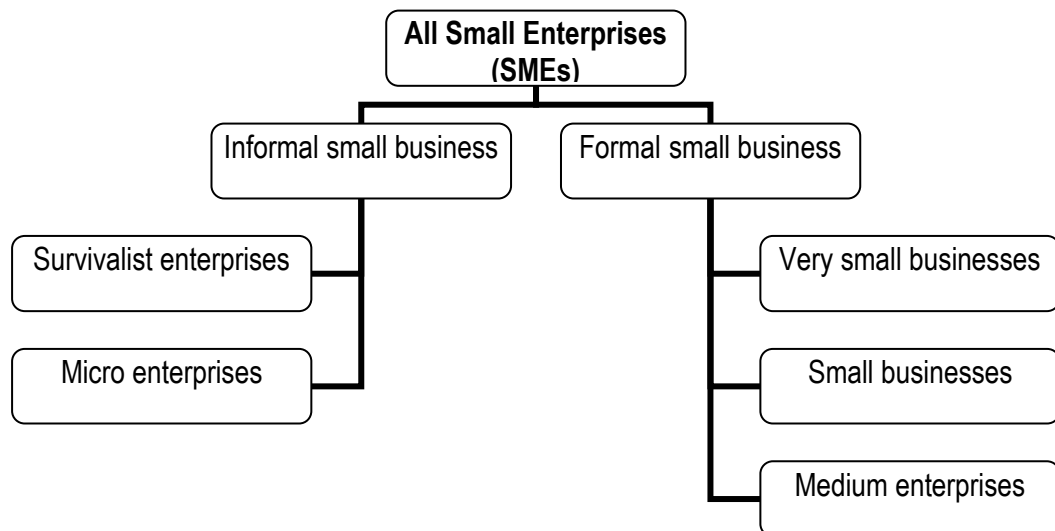 All Small Enterprises
(SMEs)
Informal small business
Formal small business
Survivalist enterprises
Very small businesses
Micro enterprises
Small businesses
Medium enterprises